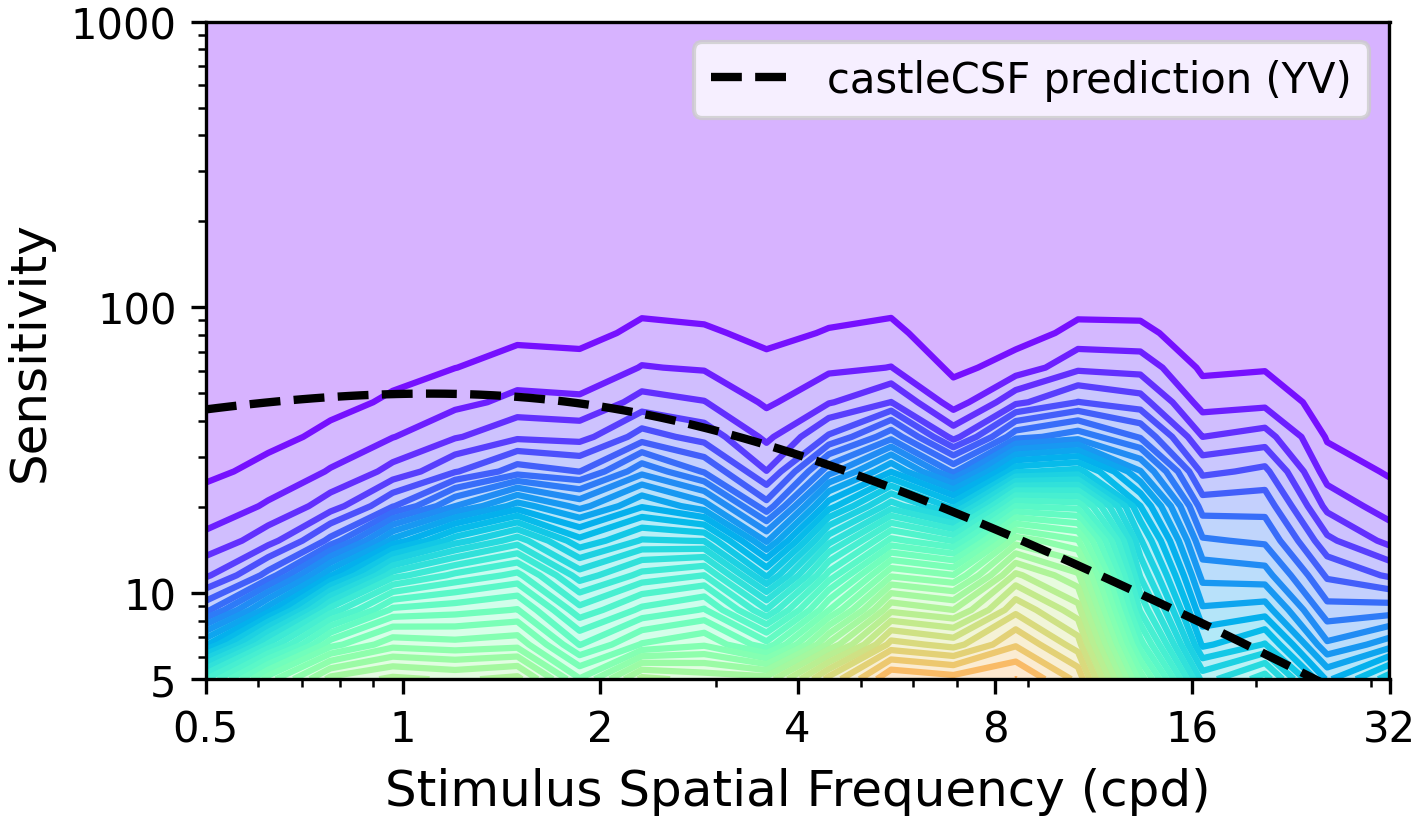 1000
100
10
5
Sensitivity
castleCSF prediction (YV)
0.5 1 2 4 8 16 32
Stimulus Spatial Frequency (cpd)